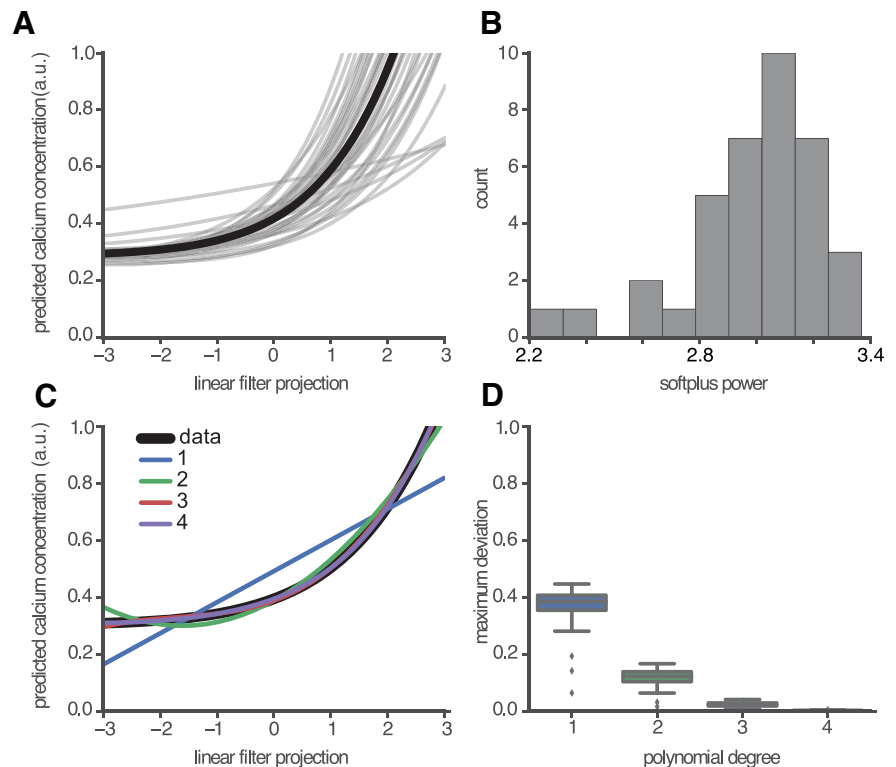 A
predicted calcium concentration (a.u.)
1.0
0.8
0.6
0.4
0.2
0.0
−3 −2 −1 0 1 2 3
linear filter projection
B
count
10
8
6
4
2
0
2.2 2.8 3.4
softplus power
C
predicted calcium concentration (a.u.)
1.0
0.8
0.6
0.4
0.2
0.0
data
1
2
3
4
−3 −2 −1 0 1 2 3
linear filter projection
D
maximum deviation
1.0
0.8
0.6
0.4
0.2
0.0
1 2 3 4
polynomial degree